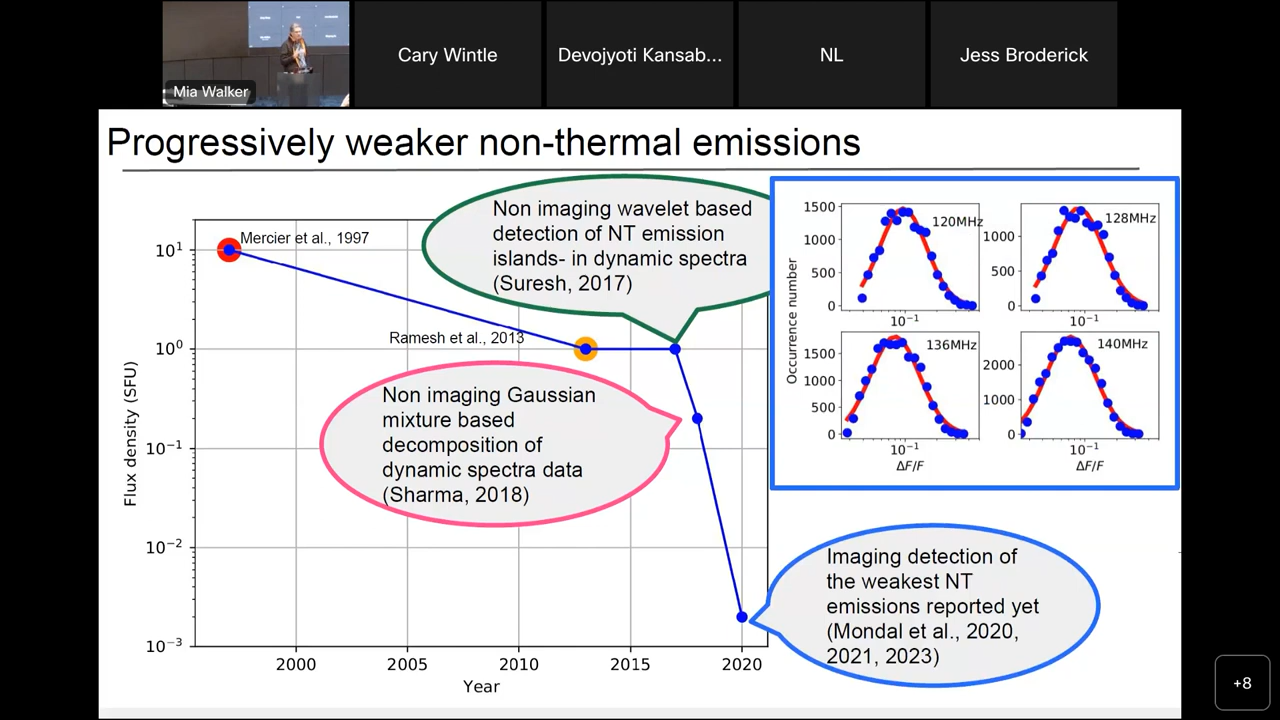 Mia Walker
Cary Wintle
Devojyoti Kansab...
NL
Jess Broderick
Progressively weaker non-thermal emissions
Non imaging wavelet based
detection of NT emission
islands- in dynamic spectra
(Suresh, 2017)
Mercier et al., 1997
Ramesh et al., 2013
Non imaging Gaussian
mixture based
decomposition of
dynamic spectra data
(Sharma, 2018)
Imaging detection of
the weakest NT
emissions reported yet
(Mondal et al., 2020,
2021, 2023)
Flux density (SFU)
10¹
10⁰
10⁻¹
10⁻²
10⁻³
2000 2005 2010 2015 2020
Year
Occurrence number
1500
1000
500
0
120MHz
10⁻¹
1000
500
0
128MHz
10⁻¹
1500
1000
500
0
136MHz
10⁻¹
ΔF/F
2000
1000
0
140MHz
10⁻¹
ΔF/F
+8